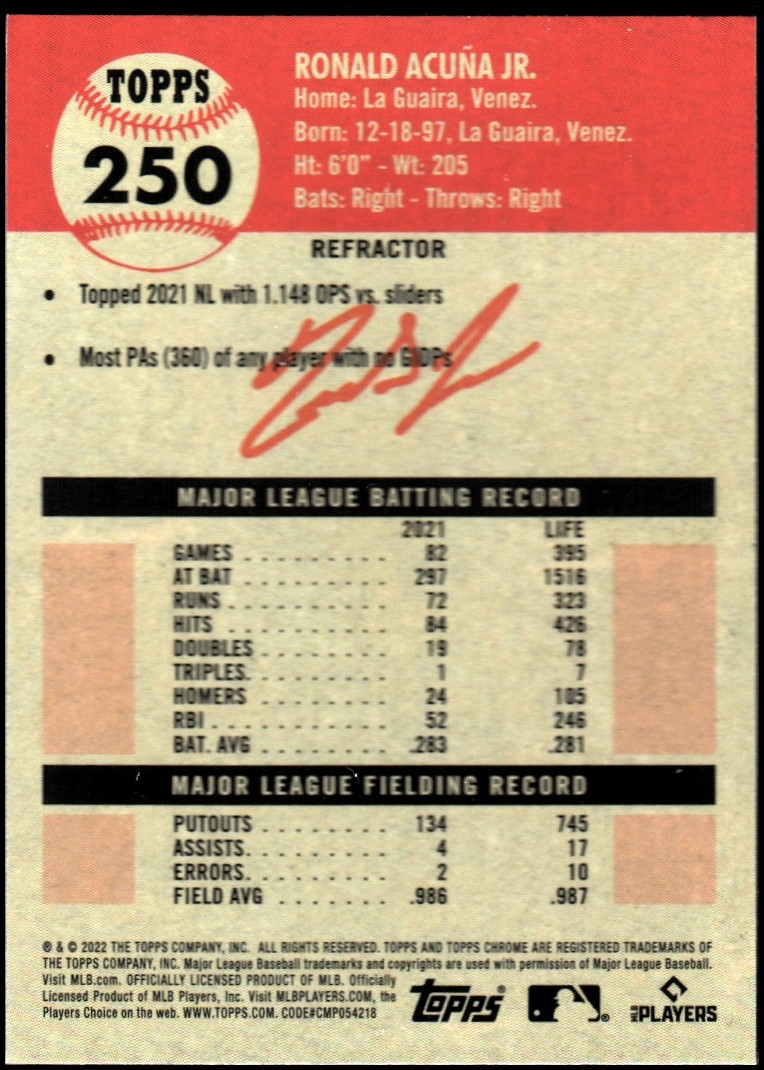 TOPPS
250
RONALD ACUÑA JR.
Home: La Guaira, Venez.
Born: 12-18-97, La Guaira, Venez.
Ht: 6'0" - Wt: 205
Bats: Right - Throws: Right
REFRACTOR
• Topped 2021 NL with 1.148 OPS vs. sliders
• Most PAs (360) of any player with no GIDPs
MAJOR LEAGUE BATTING RECORD
2021 LIFE
GAMES . . . . . . . . . 82 395
AT BAT . . . . . . . . . 297 1516
RUNS . . . . . . . . . . 72 323
HITS . . . . . . . . . . 84 426
DOUBLES . . . . . . . . 19 78
TRIPLES. . . . . . . . . 1 7
HOMERS . . . . . . . . 24 105
RBI . . . . . . . . . . . 52 246
BAT. AVG . . . . . . . . .283 .281
MAJOR LEAGUE FIELDING RECORD
PUTOUTS . . . . . . . . 134 745
ASSISTS. . . . . . . . . 4 17
ERRORS. . . . . . . . . 2 10
FIELD AVG . . . . . . . .986 .987
® & © 2022 THE TOPPS COMPANY, INC. ALL RIGHTS RESERVED. TOPPS AND TOPPS CHROME ARE REGISTERED TRADEMARKS OF
THE TOPPS COMPANY, INC. Major League Baseball trademarks and copyrights are used with permission of Major League Baseball.
Visit MLB.com. OFFICIALLY LICENSED PRODUCT OF MLB. Officially
Licensed Product of MLB Players, Inc. Visit MLBPLAYERS.COM, the
Players Choice on the web. WWW.TOPPS.COM. CODE#CMP054218
Topps®
®
MLB PLAYERS